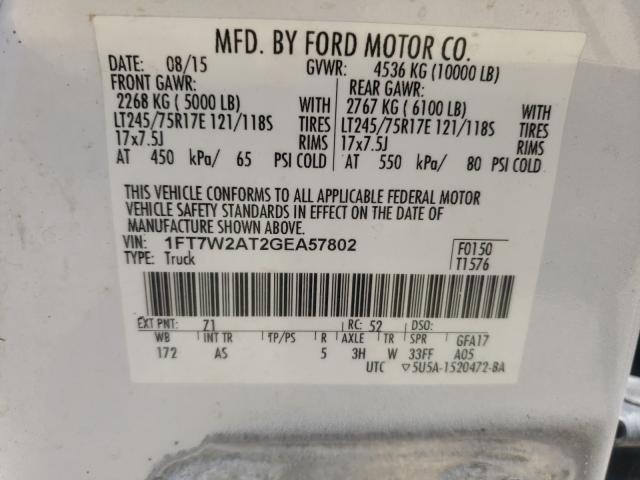 MFD. BY FORD MOTOR CO.
DATE: 08/15 GVWR: 4536 KG (10000 LB)
FRONT GAWR: REAR GAWR:
2268 KG ( 5000 LB) WITH 2767 KG ( 6100 LB) WITH
LT245/75R17E 121/118S TIRES LT245/75R17E 121/118S TIRES
17x7.5J RIMS 17x7.5J RIMS
AT 450 kPa/ 65 PSI COLD AT 550 kPa/ 80 PSI COLD
THIS VEHICLE CONFORMS TO ALL APPLICABLE FEDERAL MOTOR
VEHICLE SAFETY STANDARDS IN EFFECT ON THE DATE OF
MANUFACTURE SHOWN ABOVE.
VIN: 1FT7W2AT2GEA57802 F0150
TYPE: Truck T1576
EXT PNT: 71 RC: 52 DSO:
WB INT TR TP/PS R AXLE TR SPR GFA17
172 AS 5 3H W 33FF A05
UTC ▽5U5A-1520472-BA